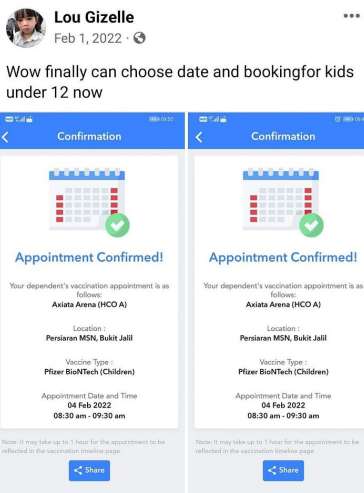 Lou Gizelle
Feb 1, 2022 ·
Wow finally can choose date and bookingfor kids
under 12 now
09:50
Confirmation
Appointment Confirmed!
Your dependent's vaccination appointment is as
follows:
Axiata Arena (HCO A)
Location :
Persiaran MSN, Bukit Jalil
Vaccine Type :
Pfizer BioNTech (Children)
Appointment Date and Time
04 Feb 2022
08:30 am - 09:30 am
Note: It may take up to 1 hour for the appointment to be
reflected in the vaccination timeline page
Share
Confirmation
Appointment Confirmed!
Your dependent's vaccination appointment is as
follows:
Axiata Arena (HCO A)
Location :
Persiaran MSN, Bukit Jalil
Vaccine Type :
Pfizer BioNTech (Children)
Appointment Date and Time
04 Feb 2022
08:30 am - 09:30 am
Note: It may take up to 1 hour for the appointment to be
reflected in the vaccination timeline page
Share